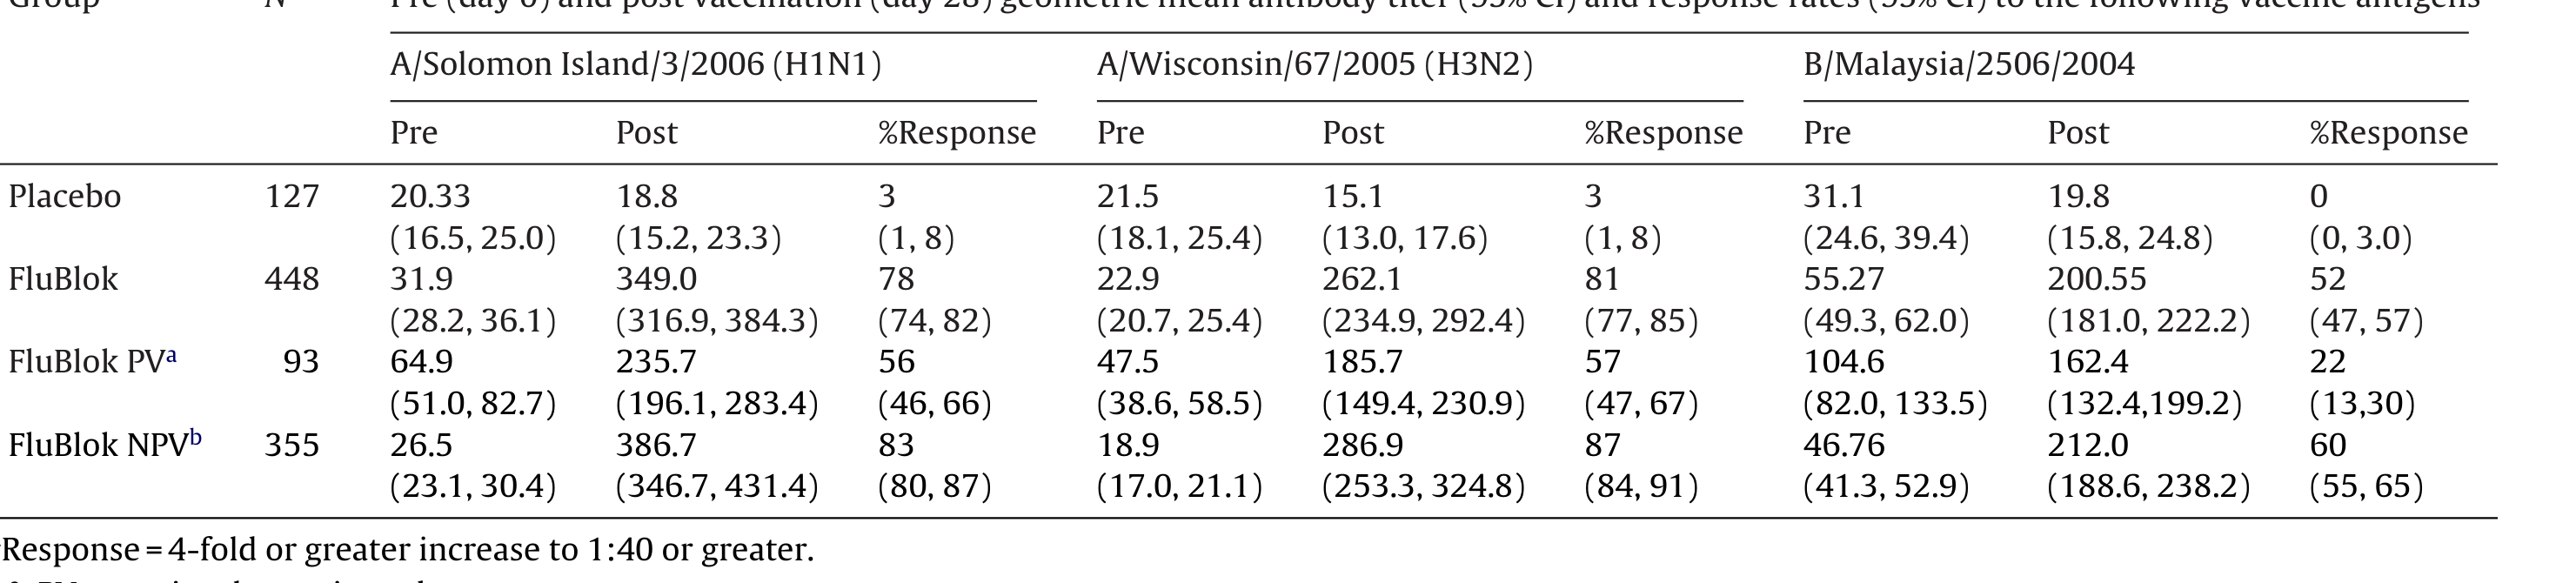 Group N Pre (day 0) and post vaccination (day 28) geometric mean antibody titer (95% CI) and response rates (95% CI) to the following vaccine antigens
A/Solomon Island/3/2006 (H1N1) A/Wisconsin/67/2005 (H3N2) B/Malaysia/2506/2004
Pre Post %Response Pre Post %Response Pre Post %Response
Placebo 127 20.33 18.8 3 21.5 15.1 3 31.1 19.8 0
(16.5, 25.0) (15.2, 23.3) (1, 8) (18.1, 25.4) (13.0, 17.6) (1, 8) (24.6, 39.4) (15.8, 24.8) (0, 3.0)
FluBlok 448 31.9 349.0 78 22.9 262.1 81 55.27 200.55 52
(28.2, 36.1) (316.9, 384.3) (74, 82) (20.7, 25.4) (234.9, 292.4) (77, 85) (49.3, 62.0) (181.0, 222.2) (47, 57)
FluBlok PVa 93 64.9 235.7 56 47.5 185.7 57 104.6 162.4 22
(51.0, 82.7) (196.1, 283.4) (46, 66) (38.6, 58.5) (149.4, 230.9) (47, 67) (82.0, 133.5) (132.4,199.2) (13,30)
FluBlok NPVb 355 26.5 386.7 83 18.9 286.9 87 46.76 212.0 60
(23.1, 30.4) (346.7, 431.4) (80, 87) (17.0, 21.1) (253.3, 324.8) (84, 91) (41.3, 52.9) (188.6, 238.2) (55, 65)
Response = 4-fold or greater increase to 1:40 or greater.